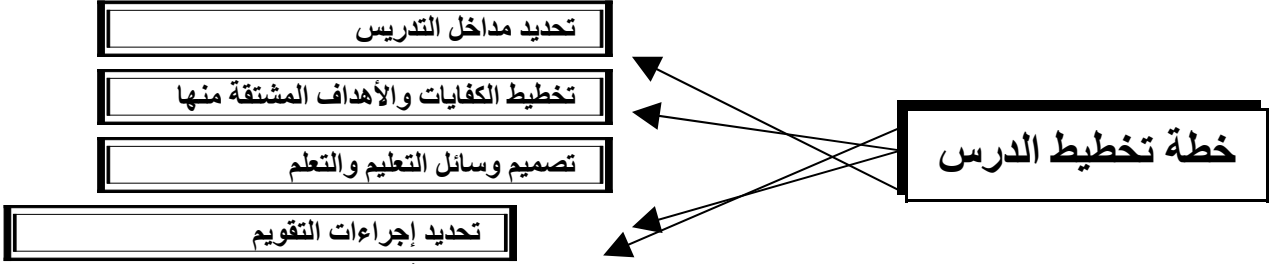 خطة تخطيط الدرس
تحديد مداخل التدريس
تخطيط الكفايات والأهداف المشتقة منها
تصميم وسائل التعليم والتعلم
تحديد إجراءات التقويم